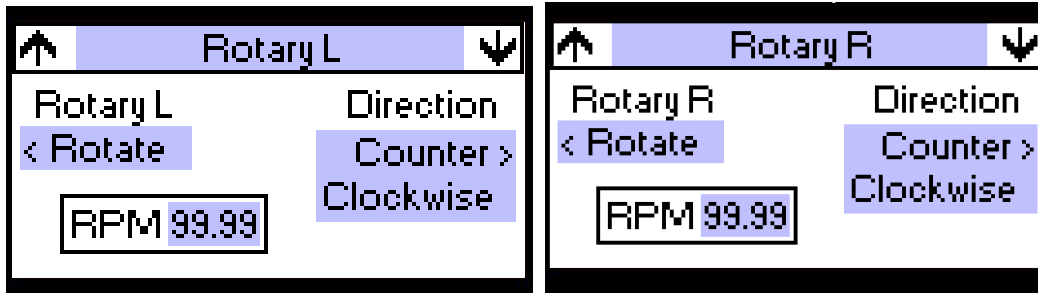 Rotary L
Rotary L Direction
< Rotate Counter >
Clockwise
RPM 99.99
Rotary R
Rotary R Direction
< Rotate Counter >
Clockwise
RPM 99.99